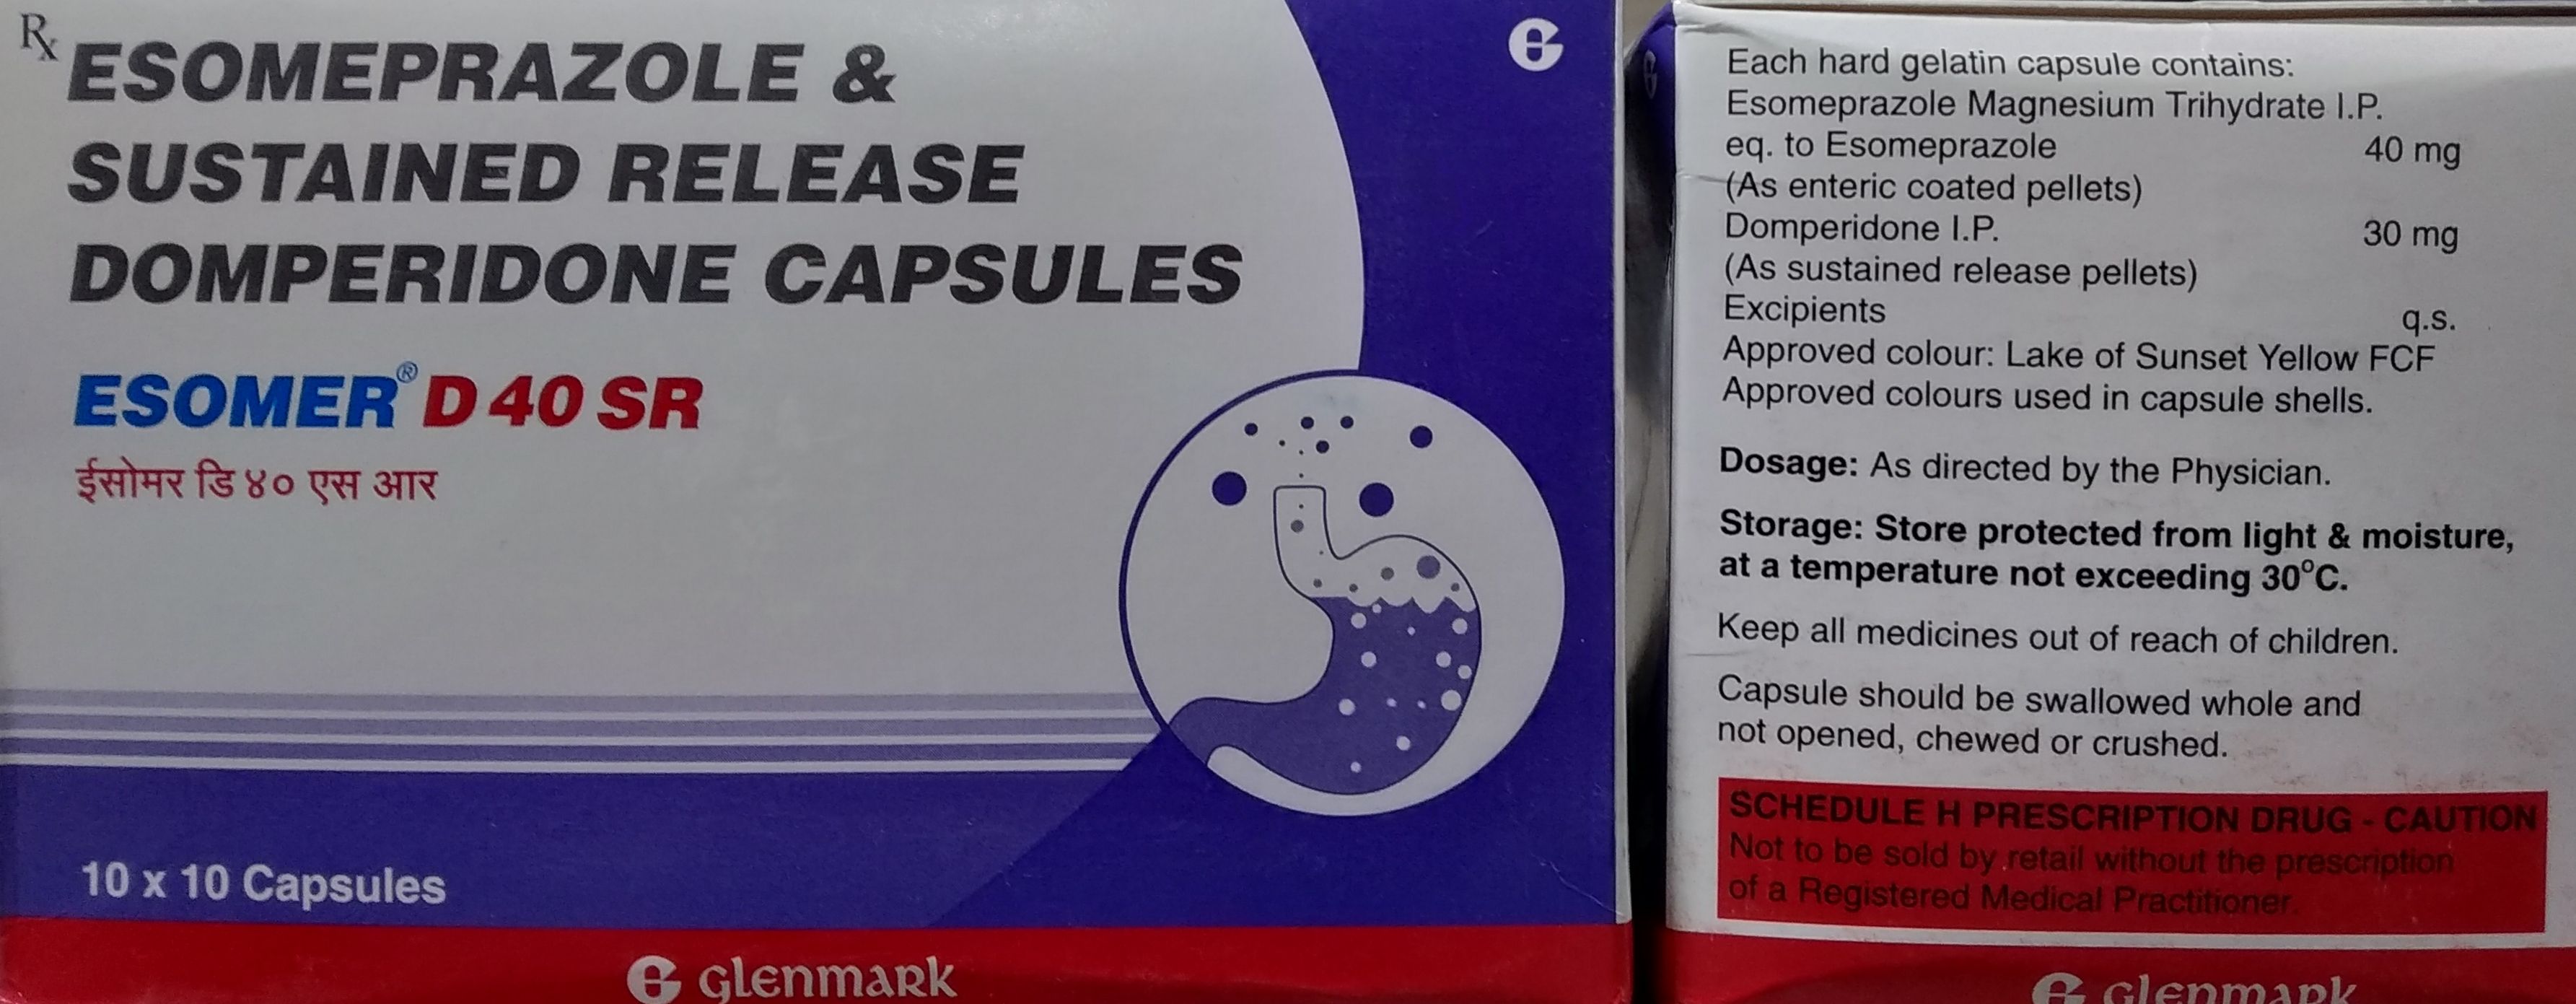 Rx
ESOMEPRAZOLE &
SUSTAINED RELEASE
DOMPERIDONE CAPSULES
ESOMER® D 40 SR
ईसोमर डि ४० एस आर
10 x 10 Capsules
glenmark
Each hard gelatin capsule contains:
Esomeprazole Magnesium Trihydrate I.P.
eq. to Esomeprazole 40 mg
(As enteric coated pellets)
Domperidone I.P. 30 mg
(As sustained release pellets)
Excipients q.s.
Approved colour: Lake of Sunset Yellow FCF
Approved colours used in capsule shells.
Dosage: As directed by the Physician.
Storage: Store protected from light & moisture,
at a temperature not exceeding 30°C.
Keep all medicines out of reach of children.
Capsule should be swallowed whole and
not opened, chewed or crushed.
SCHEDULE H PRESCRIPTION DRUG - CAUTION
Not to be sold by retail without the prescription
of a Registered Medical Practitioner.
glenmark